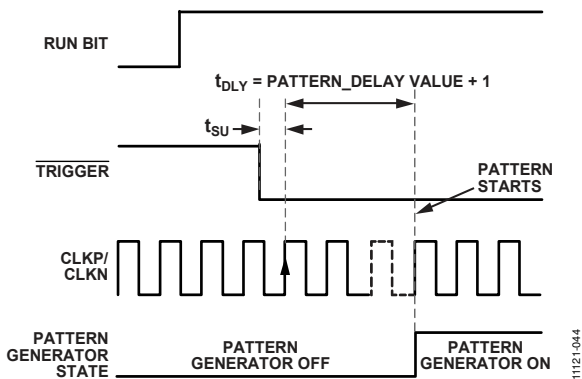 RUN BIT
tDLY = PATTERN_DELAY VALUE + 1
tSU
TRIGGER
PATTERN
STARTS
CLKP/
CLKN
PATTERN
GENERATOR
STATE
PATTERN
GENERATOR OFF
PATTERN
GENERATOR ON
11121-044